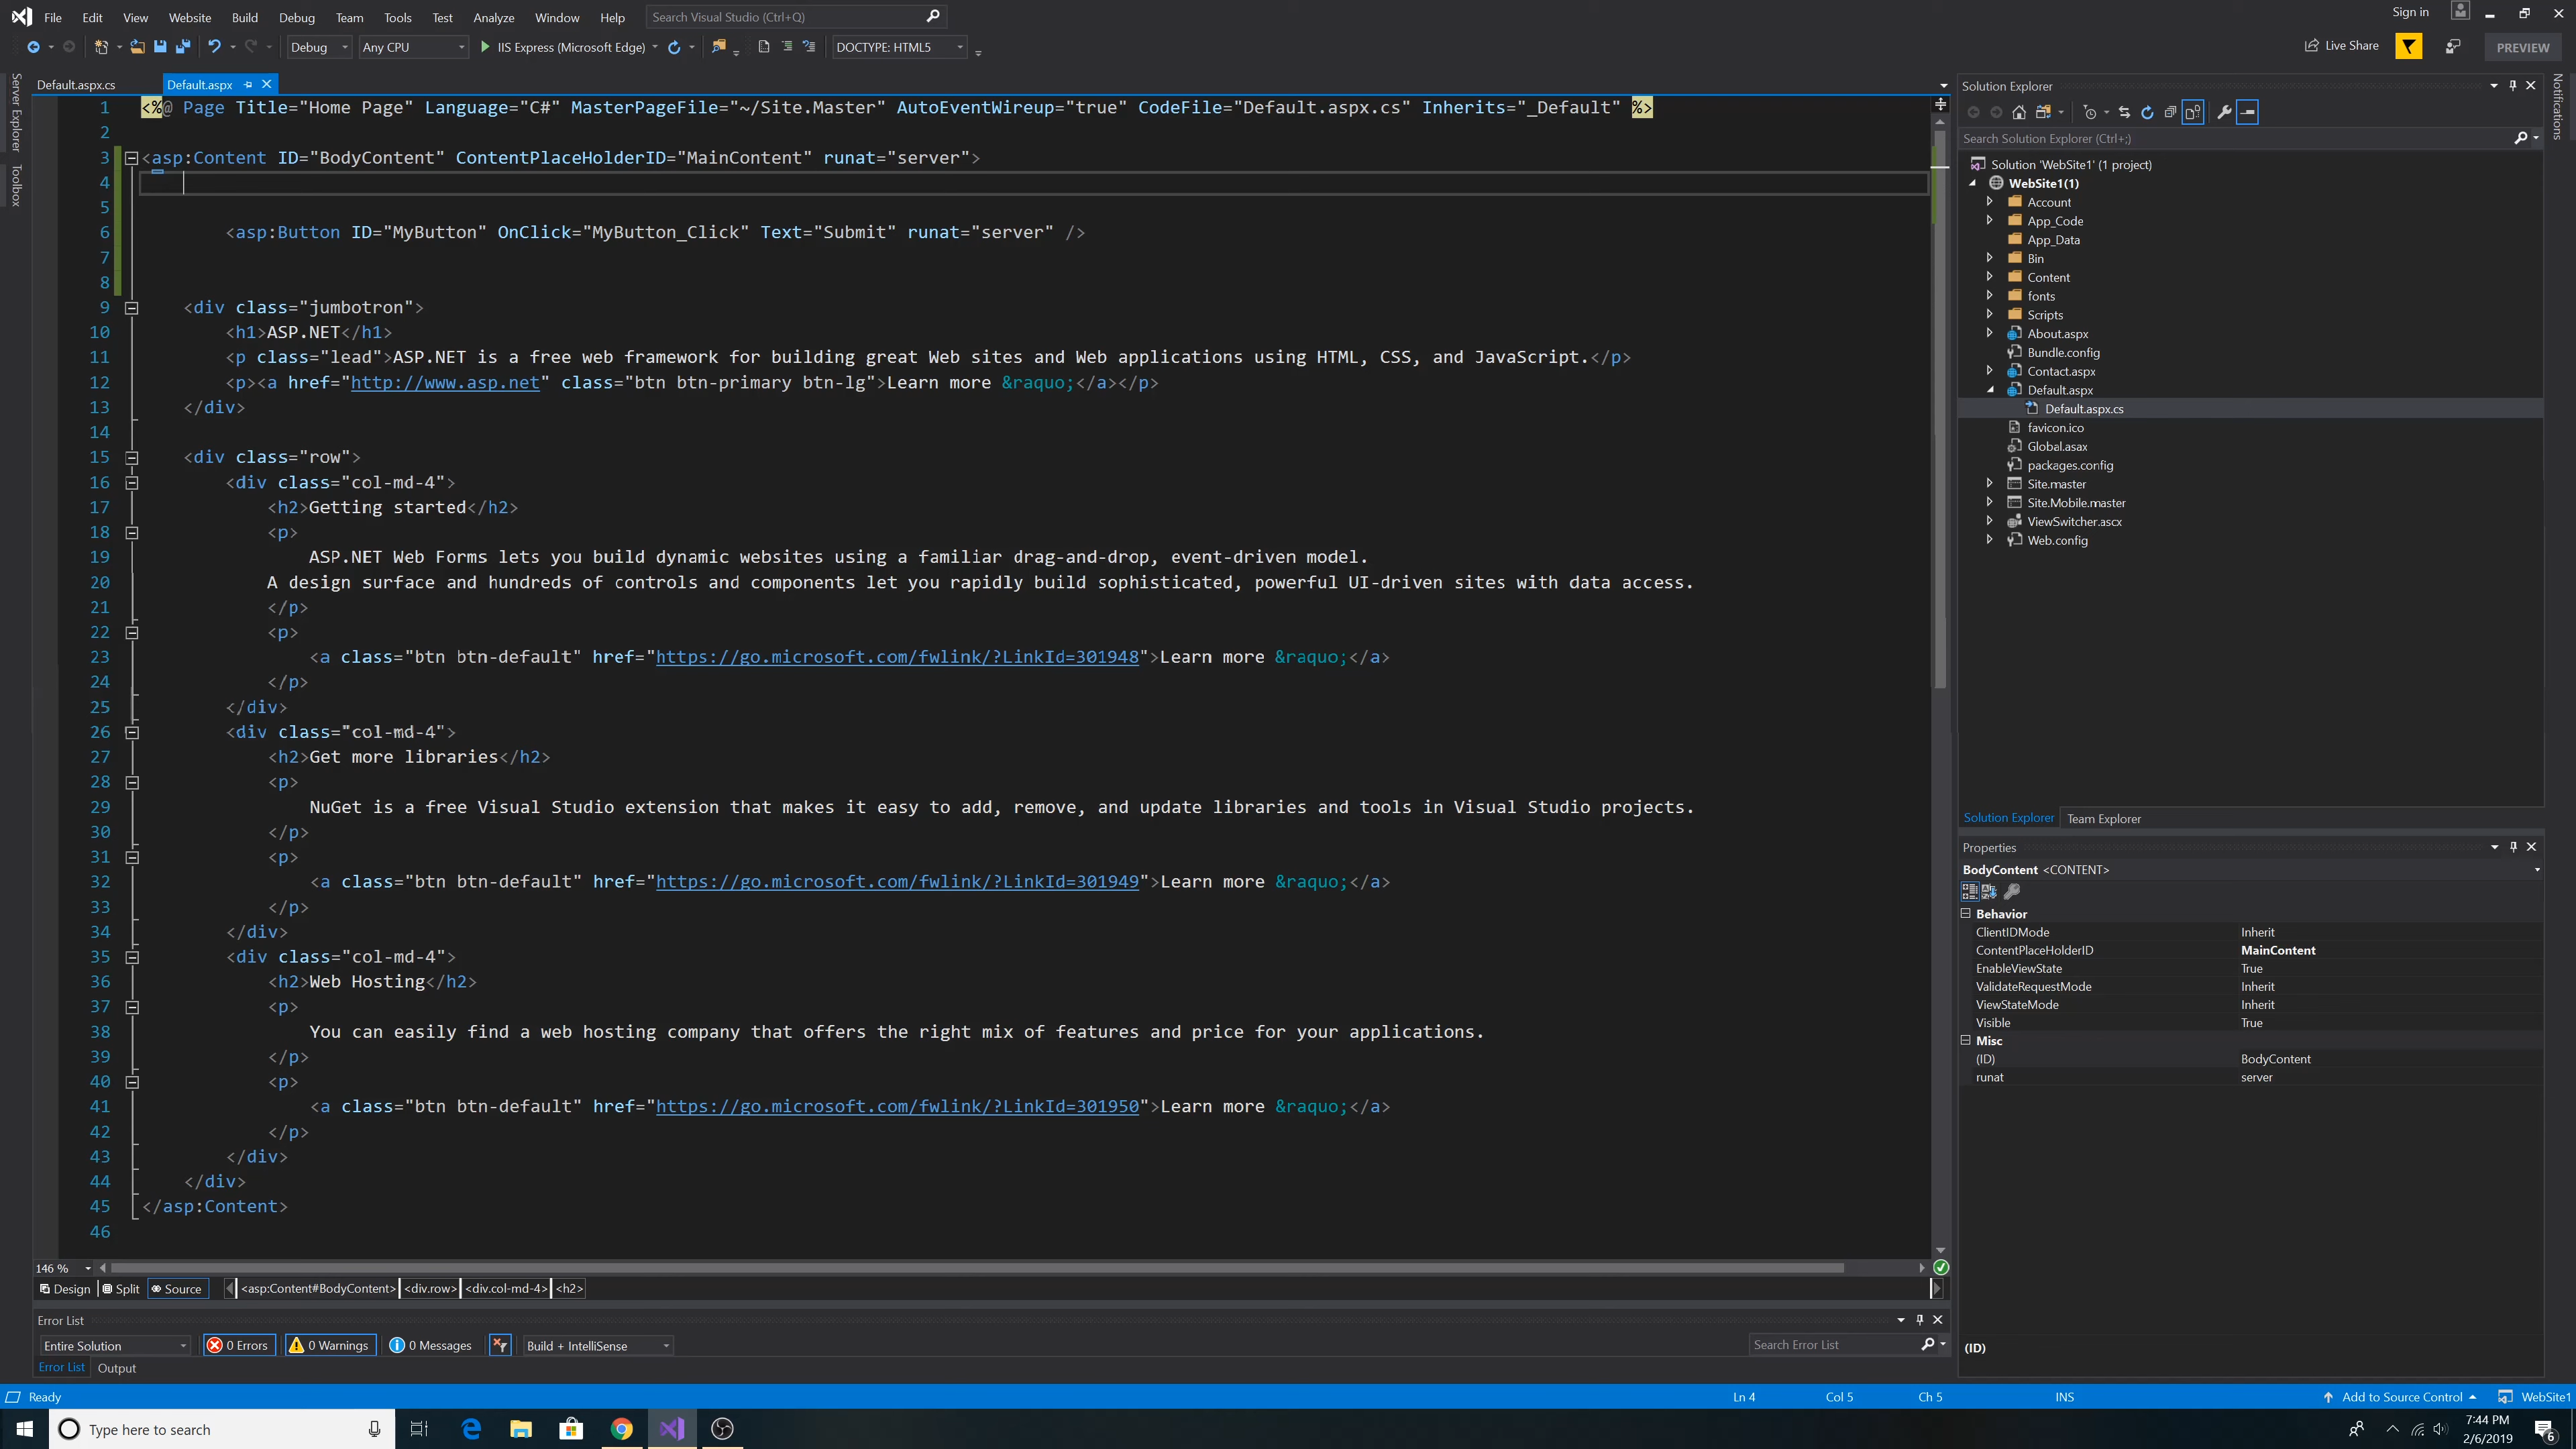 File Edit View Website Build Debug Team Tools Test Analyze Window Help Search Visual Studio (Ctrl+Q) Sign in
Debug Any CPU IIS Express (Microsoft Edge) DOCTYPE: HTML5 Live Share PREVIEW
Server Explorer
Toolbox
Notifications
Default.aspx.cs Default.aspx
1 <%@ Page Title="Home Page" Language="C#" MasterPageFile="~/Site.Master" AutoEventWireup="true" CodeFile="Default.aspx.cs" Inherits="_Default" %>
2
3 <asp:Content ID="BodyContent" ContentPlaceHolderID="MainContent" runat="server">
4
5
6 <asp:Button ID="MyButton" OnClick="MyButton_Click" Text="Submit" runat="server" />
7
8
9 <div class="jumbotron">
10 <h1>ASP.NET</h1>
11 <p class="lead">ASP.NET is a free web framework for building great Web sites and Web applications using HTML, CSS, and JavaScript.</p>
12 <p><a href="http://www.asp.net" class="btn btn-primary btn-lg">Learn more &raquo;</a></p>
13 </div>
14
15 <div class="row">
16 <div class="col-md-4">
17 <h2>Getting started</h2>
18 <p>
19 ASP.NET Web Forms lets you build dynamic websites using a familiar drag-and-drop, event-driven model.
20 A design surface and hundreds of controls and components let you rapidly build sophisticated, powerful UI-driven sites with data access.
21 </p>
22 <p>
23 <a class="btn btn-default" href="https://go.microsoft.com/fwlink/?LinkId=301948">Learn more &raquo;</a>
24 </p>
25 </div>
26 <div class="col-md-4">
27 <h2>Get more libraries</h2>
28 <p>
29 NuGet is a free Visual Studio extension that makes it easy to add, remove, and update libraries and tools in Visual Studio projects.
30 </p>
31 <p>
32 <a class="btn btn-default" href="https://go.microsoft.com/fwlink/?LinkId=301949">Learn more &raquo;</a>
33 </p>
34 </div>
35 <div class="col-md-4">
36 <h2>Web Hosting</h2>
37 <p>
38 You can easily find a web hosting company that offers the right mix of features and price for your applications.
39 </p>
40 <p>
41 <a class="btn btn-default" href="https://go.microsoft.com/fwlink/?LinkId=301950">Learn more &raquo;</a>
42 </p>
43 </div>
44 </div>
45 </asp:Content>
46
146 %
Design Split Source <asp:Content#BodyContent> <div.row> <div.col-md-4> <h2>
Error List
Entire Solution 0 Errors 0 Warnings 0 Messages Build + IntelliSense Search Error List
Error List Output
Solution Explorer
Search Solution Explorer (Ctrl+;)
Solution 'WebSite1' (1 project)
WebSite1(1)
Account
App_Code
App_Data
Bin
Content
fonts
Scripts
About.aspx
Bundle.config
Contact.aspx
Default.aspx
Default.aspx.cs
favicon.ico
Global.asax
packages.config
Site.master
Site.Mobile.master
ViewSwitcher.ascx
Web.config
Solution Explorer Team Explorer
Properties
BodyContent <CONTENT>
Behavior
ClientIDMode Inherit
ContentPlaceHolderID MainContent
EnableViewState True
ValidateRequestMode Inherit
ViewStateMode Inherit
Visible True
Misc
(ID) BodyContent
runat server
(ID)
Ready Ln 4 Col 5 Ch 5 INS Add to Source Control WebSite1
Type here to search 7:44 PM
2/6/2019
6